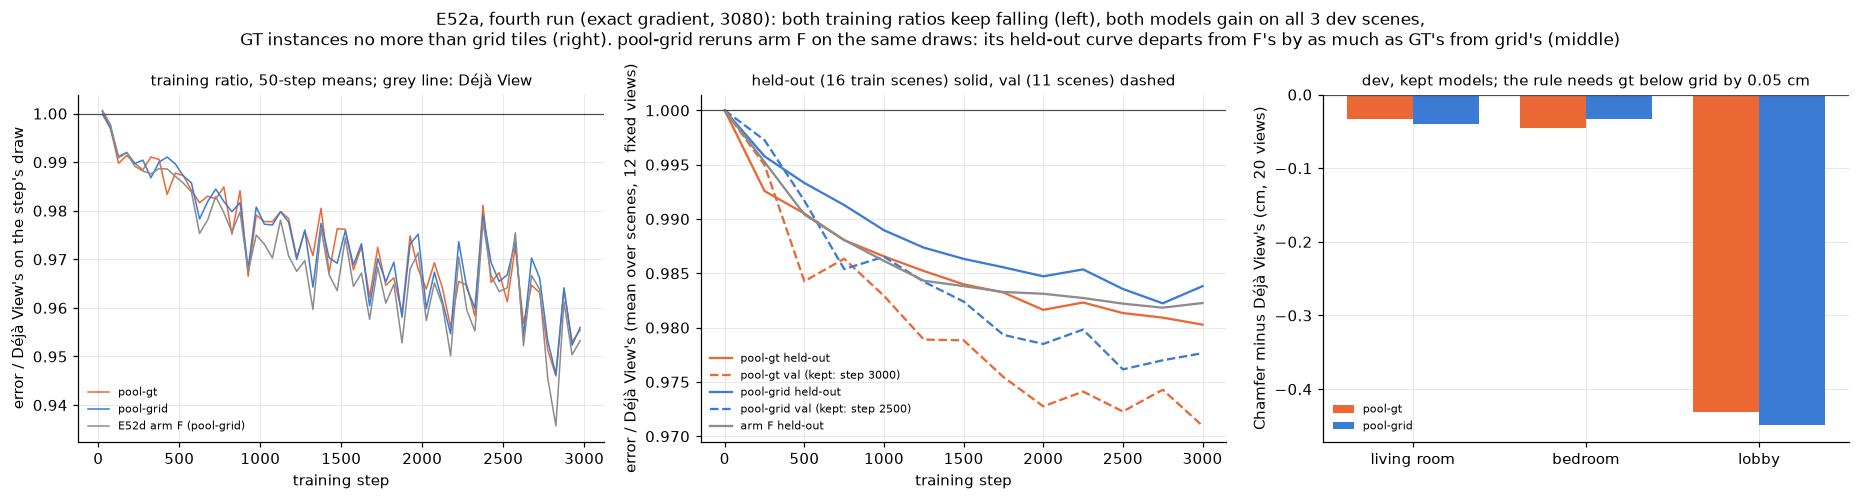 E52a, fourth run (exact gradient, 3080): both training ratios keep falling (left), both models gain on all 3 dev scenes,
GT instances no more than grid tiles (right). pool-grid reruns arm F on the same draws: its held-out curve departs from F's by as much as GT's from grid's (middle)
training ratio, 50-step means; grey line: Déjà View
error / Déjà View's on the step's draw
1.00
0.99
0.98
0.97
0.96
0.95
0.94
pool-gt
pool-grid
E52d arm F (pool-grid)
0
500
1000
1500
2000
2500
3000
training step
held-out (16 train scenes) solid, val (11 scenes) dashed
error / Déjà View's (mean over scenes, 12 fixed views)
1.000
0.995
0.990
0.985
0.980
0.975
0.970
pool-gt held-out
pool-gt val (kept: step 3000)
pool-grid held-out
pool-grid val (kept: step 2500)
arm F held-out
0
500
1000
1500
2000
2500
3000
training step
dev, kept models; the rule needs gt below grid by 0.05 cm
Chamfer minus Déjà View's (cm, 20 views)
0.0
−0.1
−0.2
−0.3
−0.4
pool-gt
pool-grid
living room
bedroom
lobby